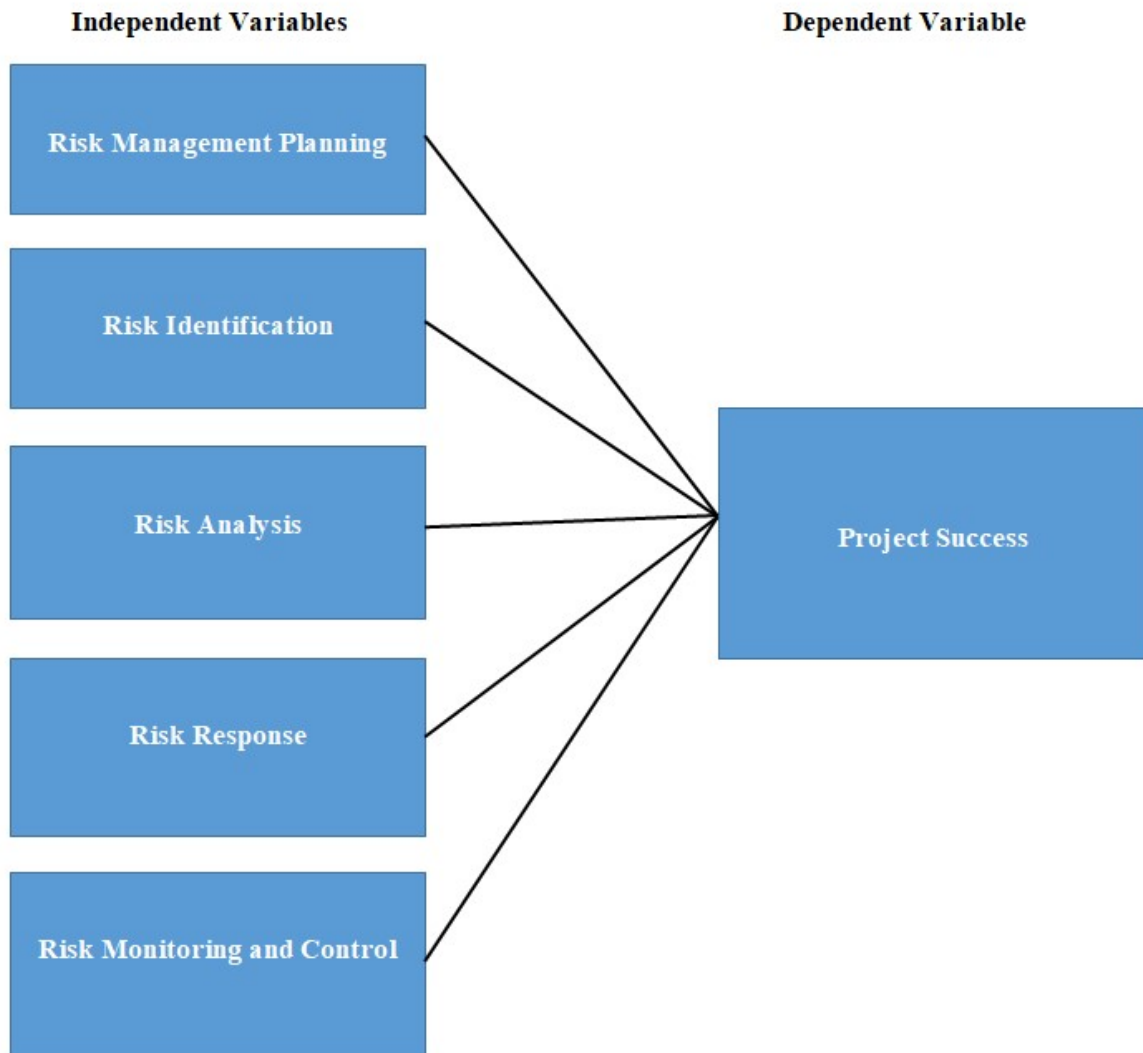 Independent Variables
Dependent Variable
Risk Management Planning
Risk Identification
Risk Analysis
Risk Response
Risk Monitoring and Control
Project Success